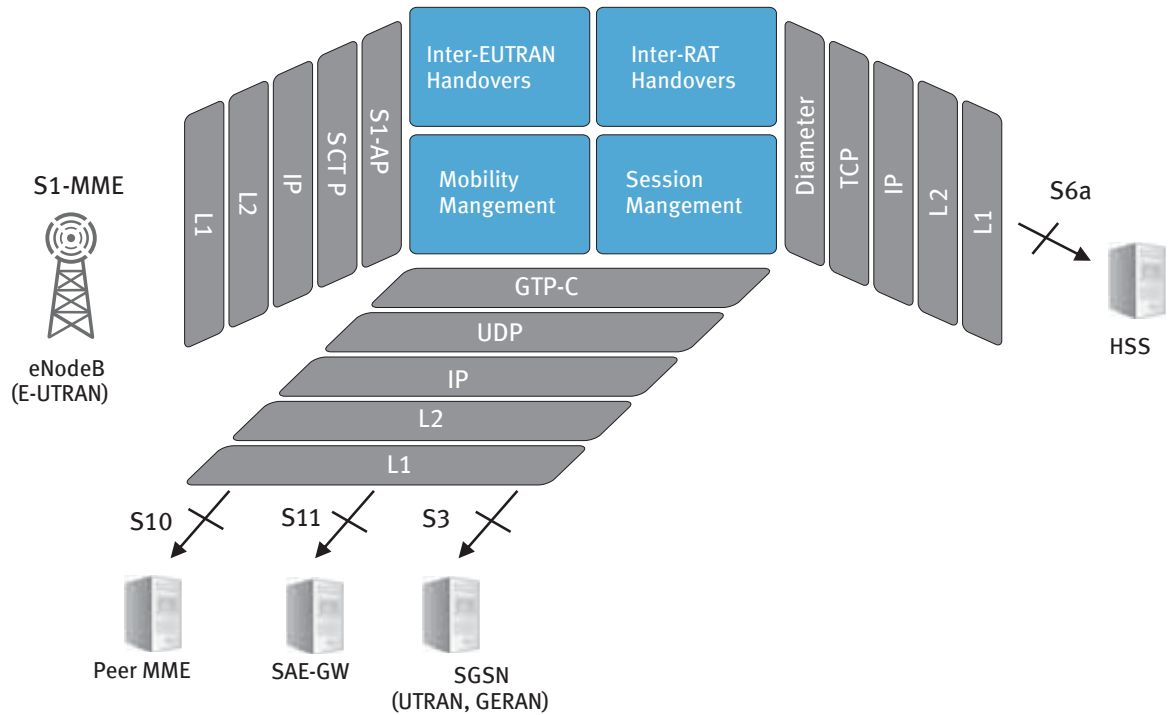 Inter-EUTRAN
Handovers
Inter-RAT
Handovers
Mobility
Mangement
Session
Mangement
S1-MME
eNodeB
(E-UTRAN)
L1
L2
IP
SCT P
S1-AP
Diameter
TCP
IP
L 2
L1
S6a
HSS
GTP-C
UDP
IP
L2
L1
S10
S11
S3
Peer MME
SAE-GW
SGSN
(UTRAN, GERAN)